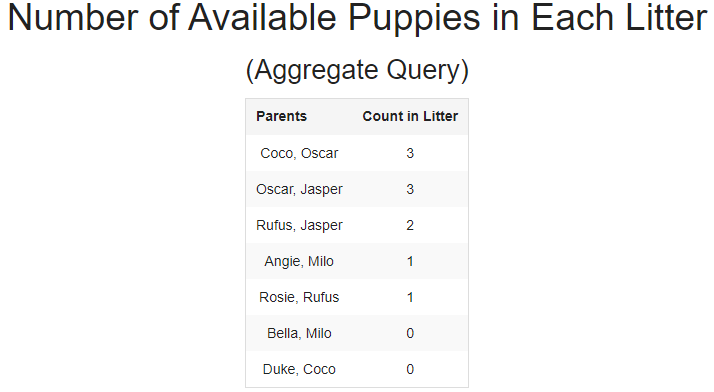 Number of Available Puppies in Each Litter
(Aggregate Query)
Parents Count in Litter
Coco, Oscar 3
Oscar, Jasper 3
Rufus, Jasper 2
Angie, Milo 1
Rosie, Rufus 1
Bella, Milo 0
Duke, Coco 0